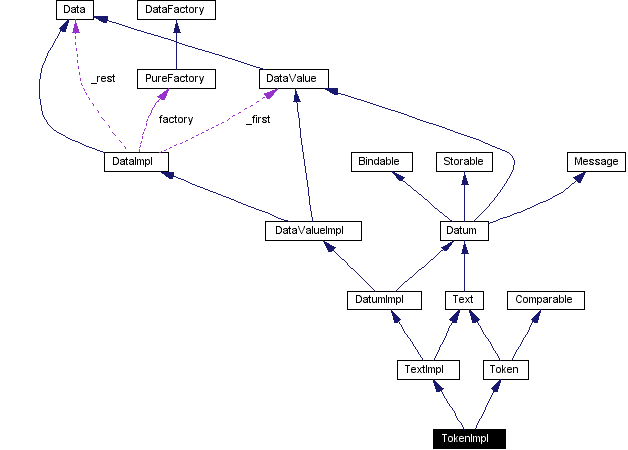 Data
DataFactory
_rest
PureFactory
DataValue
factory
_first
DataImpl
Bindable
Storable
Message
DataValueImpl
Datum
DatumImpl
Text
Comparable
TextImpl
Token
TokenImpl